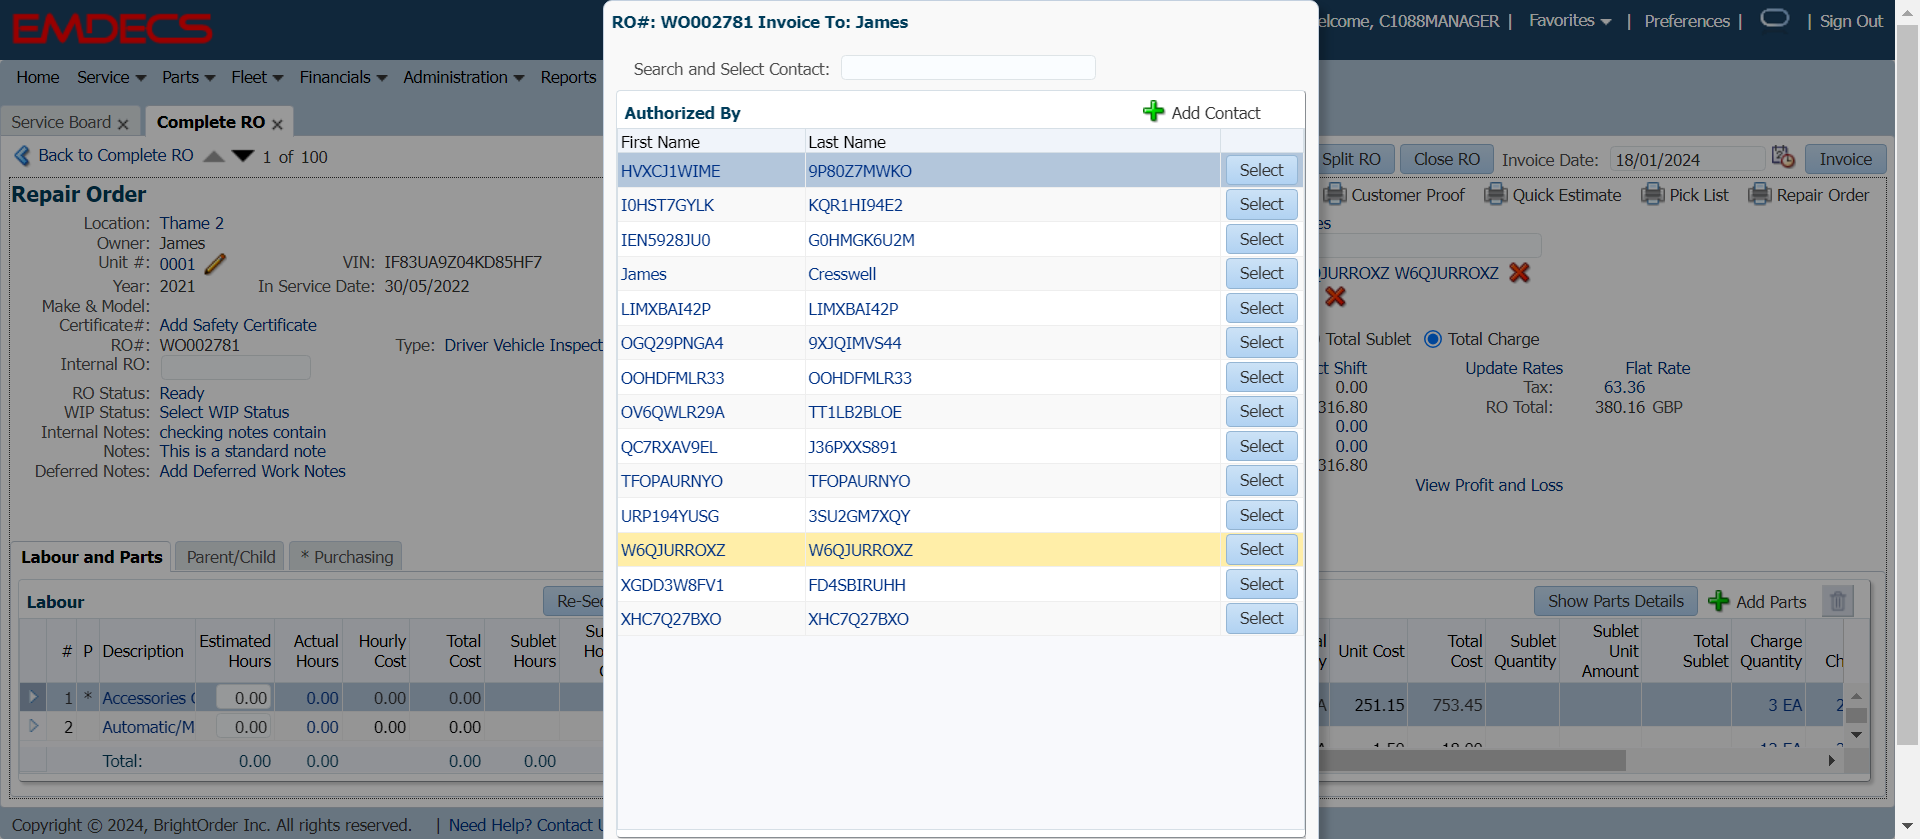 EMDECS
elcome, C1088MANAGER | Favorites | Preferences | | Sign Out
Home Service Parts Fleet Financials Administration Reports
Service Board Complete RO
Back to Complete RO 1 of 100
Repair Order
Location: Thame 2
Owner: James
Unit #: 0001 VIN: IF83UA9Z04KD85HF7
Year: 2021 In Service Date: 30/05/2022
Make & Model:
Certificate#: Add Safety Certificate
RO#: WO002781 Type: Driver Vehicle Inspect
Internal RO:
RO Status: Ready
WIP Status: Select WIP Status
Internal Notes: checking notes contain
Notes: This is a standard note
Deferred Notes: Add Deferred Work Notes
Labour and Parts Parent/Child * Purchasing
Labour Re-Sec
# P Description Estimated Hours Actual Hours Hourly Cost Total Cost Sublet Hours
1 * Accessories 0.00 0.00 0.00 0.00
2 Automatic/M 0.00 0.00 0.00 0.00
Total: 0.00 0.00 0.00 0.00
Copyright © 2024, BrightOrder Inc. All rights reserved. | Need Help? Contact
RO#: WO002781 Invoice To: James
Search and Select Contact:
Authorized By Add Contact
First Name Last Name
HVXCJ1WIME 9P80Z7MWKO Select
I0HST7GYLK KQR1HI94E2 Select
IEN5928JU0 G0HMGK6U2M Select
James Cresswell Select
LIMXBAI42P LIMXBAI42P Select
OGQ29PNGA4 9XJQIMVS44 Select
OOHDFMLR33 OOHDFMLR33 Select
OV6QWLR29A TT1LB2BLOE Select
QC7RXAV9EL J36PXXS891 Select
TFOPAURNYO TFOPAURNYO Select
URP194YUSG 3SU2GM7XQY Select
W6QJURROXZ W6QJURROXZ Select
XGDD3W8FV1 FD4SBIRUHH Select
XHC7Q27BXO XHC7Q27BXO Select
Split RO Close RO Invoice Date: 18/01/2024 Invoice
Customer Proof Quick Estimate Pick List Repair Order
es
JURROXZ W6QJURROXZ
Total Sublet Total Charge
ct Shift Update Rates Flat Rate
0.00 Tax: 63.36
316.80 RO Total: 380.16 GBP
0.00
0.00
316.80
View Profit and Loss
Show Parts Details Add Parts
Unit Cost Total Cost Sublet Quantity Sublet Unit Amount Total Sublet Charge Quantity Ch
A 251.15 753.45 3 EA 2